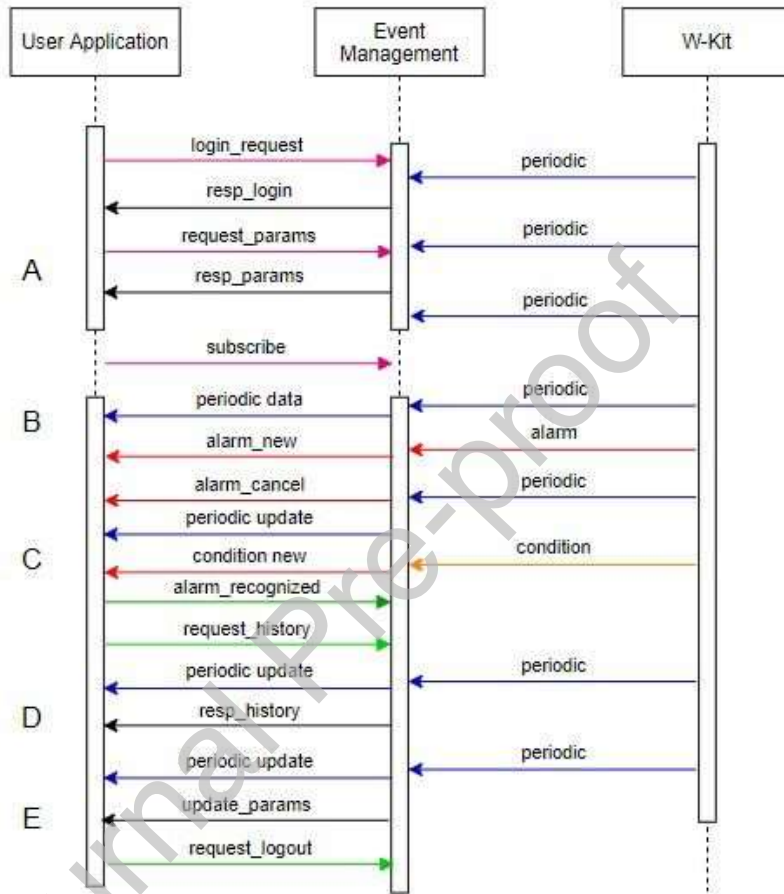 User Application
Event
Management
W-Kit
login_request
periodic
resp_login
request_params
periodic
A
resp_params
periodic
subscribe
periodic data
periodic
B
alarm_new
alarm
alarm_cancel
periodic
periodic update
C
condition new
condition
alarm_recognized
request_history
periodic update
periodic
D
resp_history
periodic update
periodic
E
update_params
request_logout
urnal Pre-proof